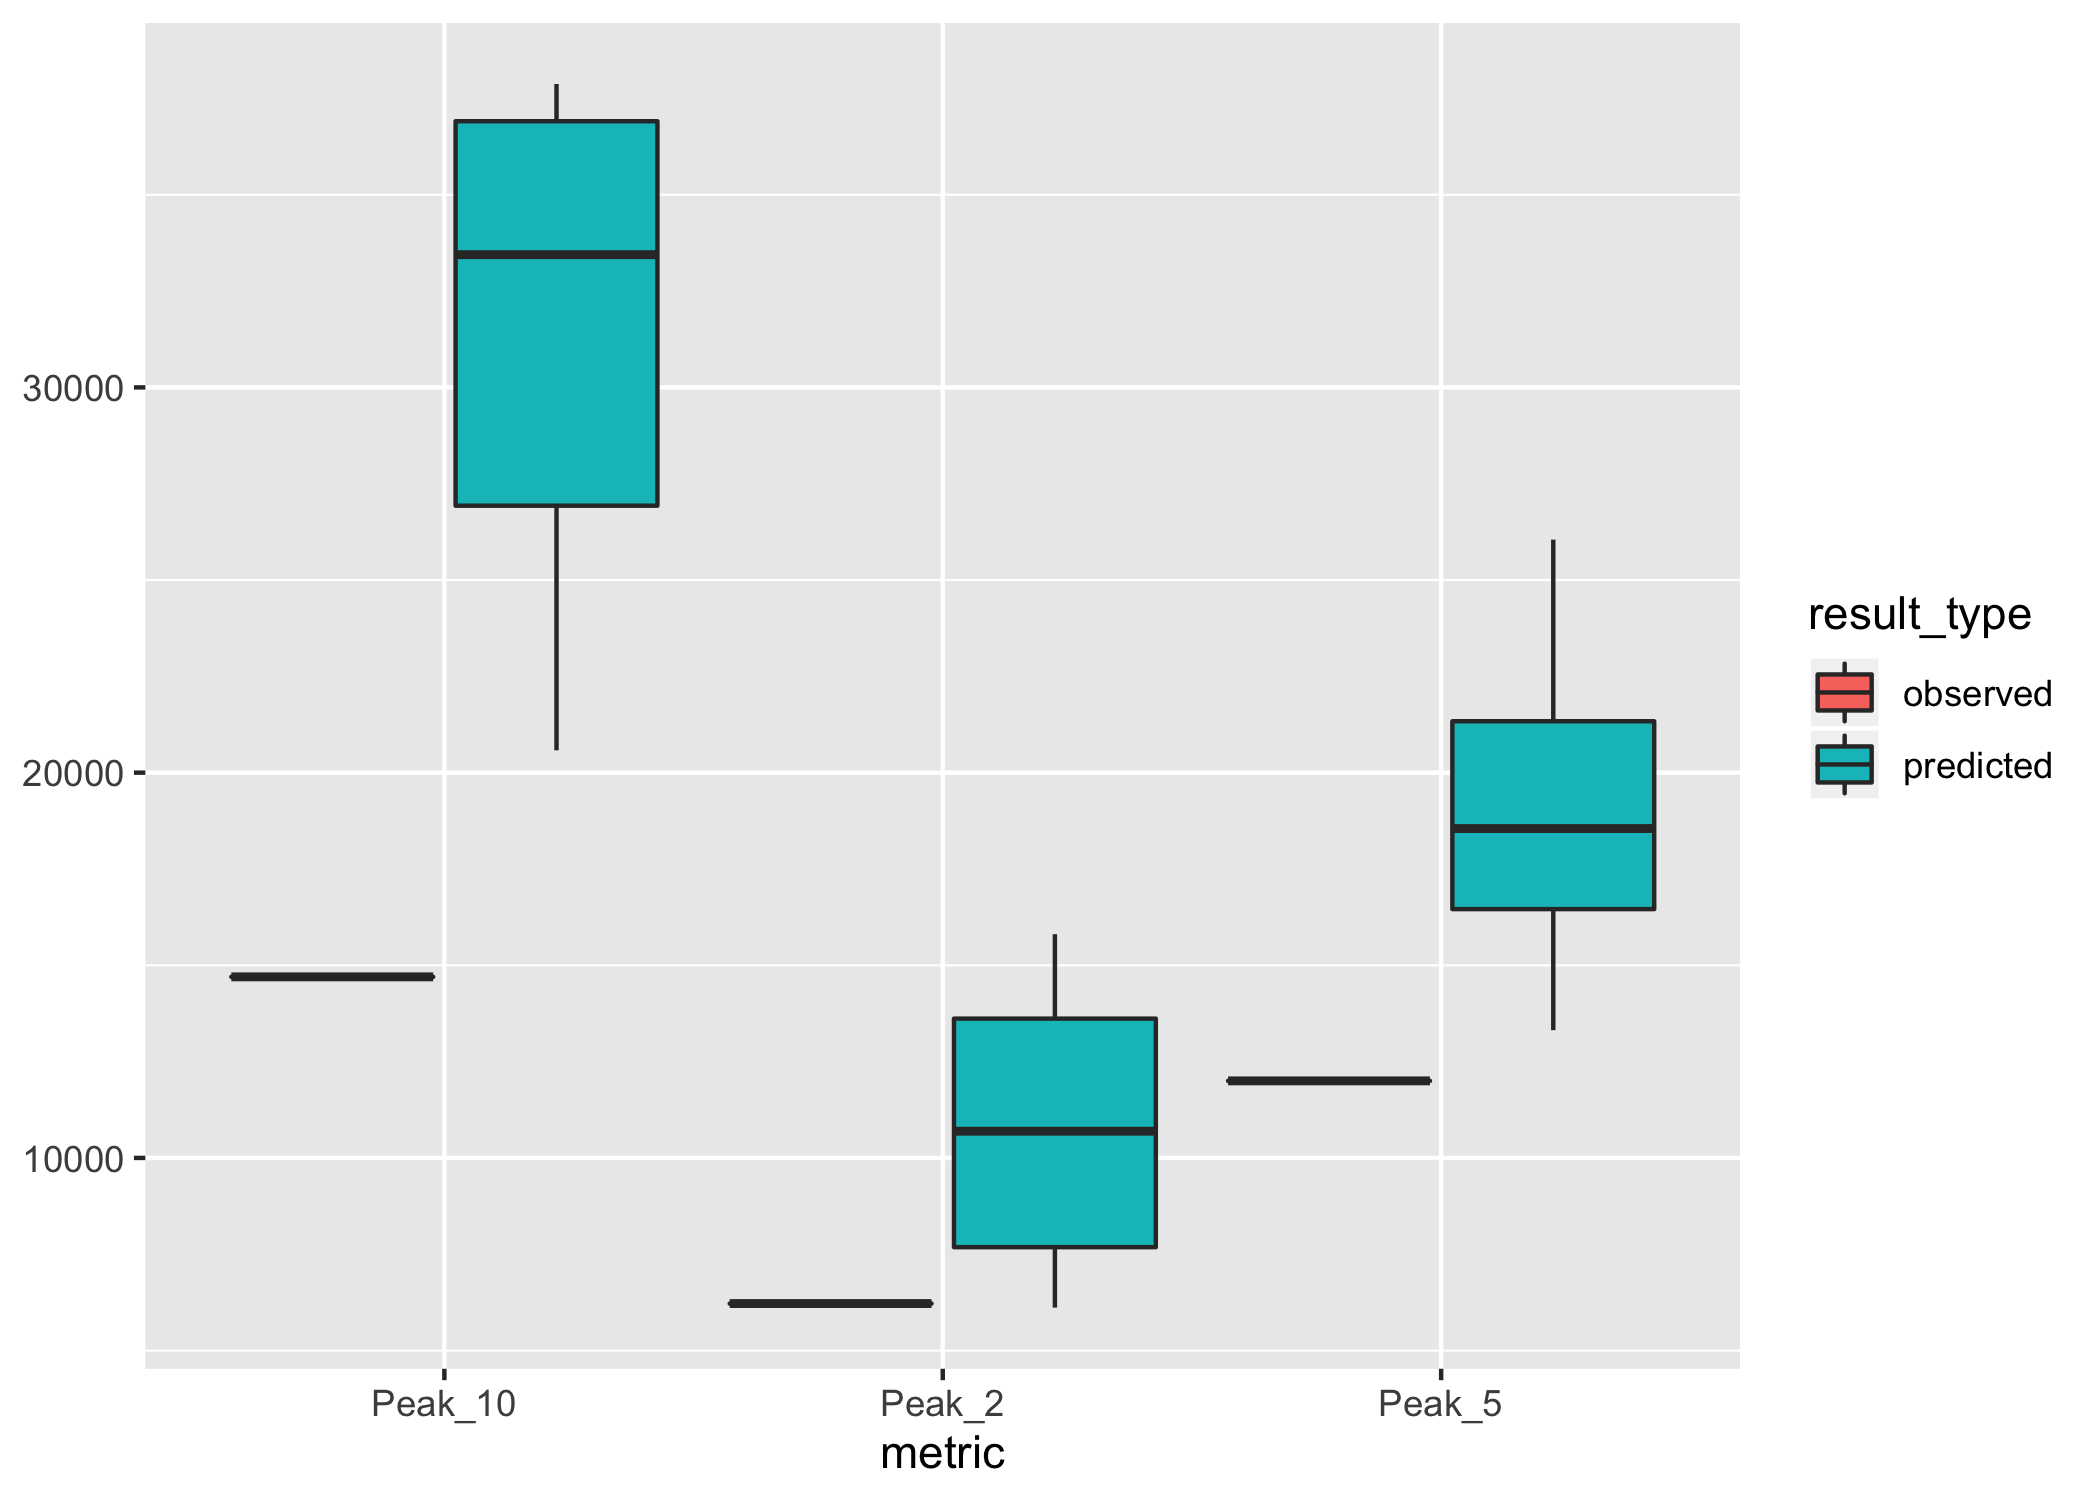 30000
20000
10000
Peak_10
Peak_2
Peak_5
metric
result_type
observed
predicted